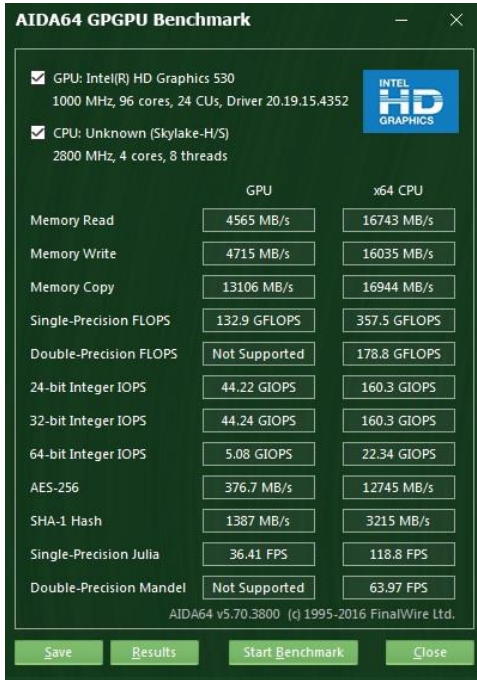 AIDA64 GPGPU Benchmark
GPU: Intel(R) HD Graphics 530
1000 MHz, 96 cores, 24 CUs, Driver 20.19.15.4352
INTEL
HD
GRAPHICS
CPU: Unknown (Skylake-H/S)
2800 MHz, 4 cores, 8 threads
GPU x64 CPU
Memory Read 4565 MB/s 16743 MB/s
Memory Write 4715 MB/s 16035 MB/s
Memory Copy 13106 MB/s 16944 MB/s
Single-Precision FLOPS 132.9 GFLOPS 357.5 GFLOPS
Double-Precision FLOPS Not Supported 178.8 GFLOPS
24-bit Integer IOPS 44.22 GIOPS 160.3 GIOPS
32-bit Integer IOPS 44.24 GIOPS 160.3 GIOPS
64-bit Integer IOPS 5.08 GIOPS 22.34 GIOPS
AES-256 376.7 MB/s 12745 MB/s
SHA-1 Hash 1387 MB/s 3215 MB/s
Single-Precision Julia 36.41 FPS 118.8 FPS
Double-Precision Mandel Not Supported 63.97 FPS
AIDA64 v5.70.3800 (c) 1995-2016 FinalWire Ltd.
Save Results Start Benchmark Close